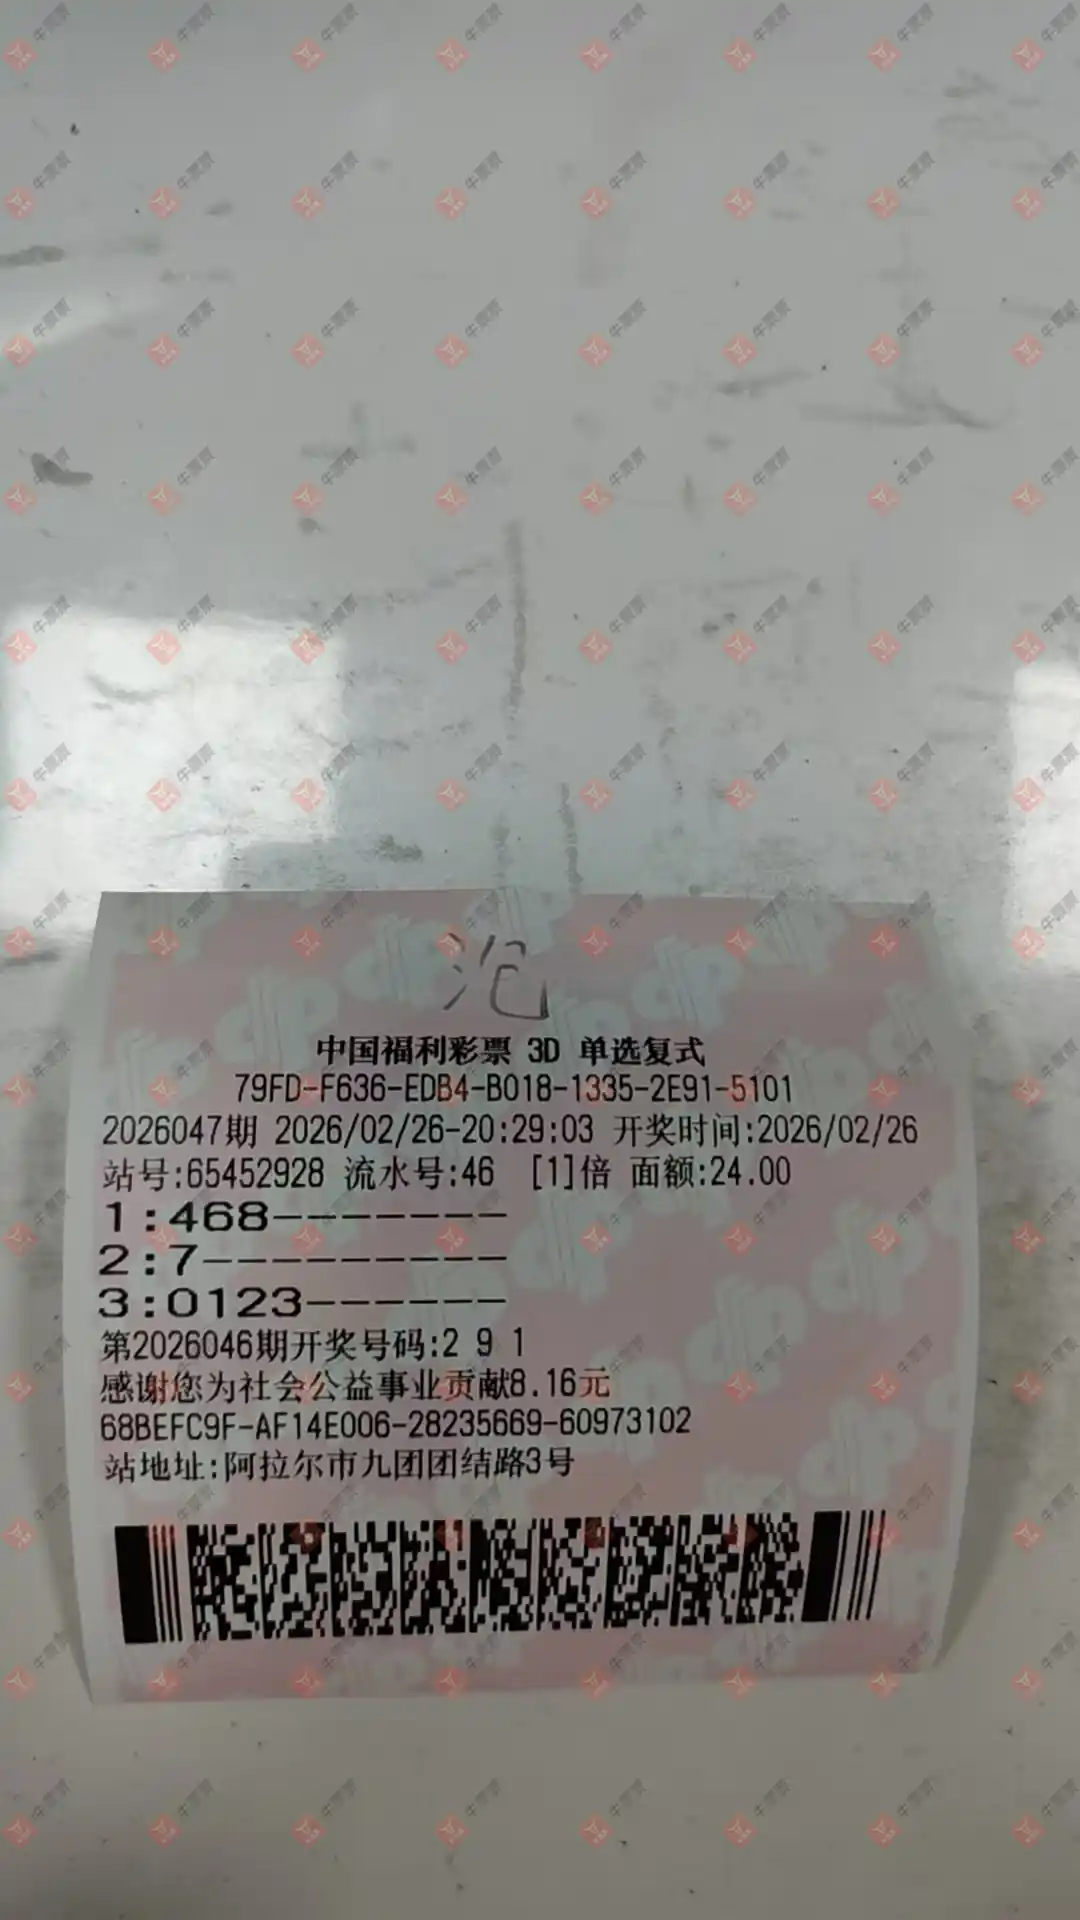 沧
中国福利彩票 3D 单选复式
79FD-F636-EDB4-B018-1335-2E91-5101
2026047期 2026/02/26-20:29:03 开奖时间:2026/02/26
站号:65452928 流水号:46 [1]倍 面额:24.00
1:468-------
2:7---------
3:0123------
第2026046期开奖号码:2 9 1
感谢您为社会公益事业贡献8.16元
68BEFC9F-AF14E006-28235669-60973102
站地址:阿拉尔市九团团结路3号
牛票票